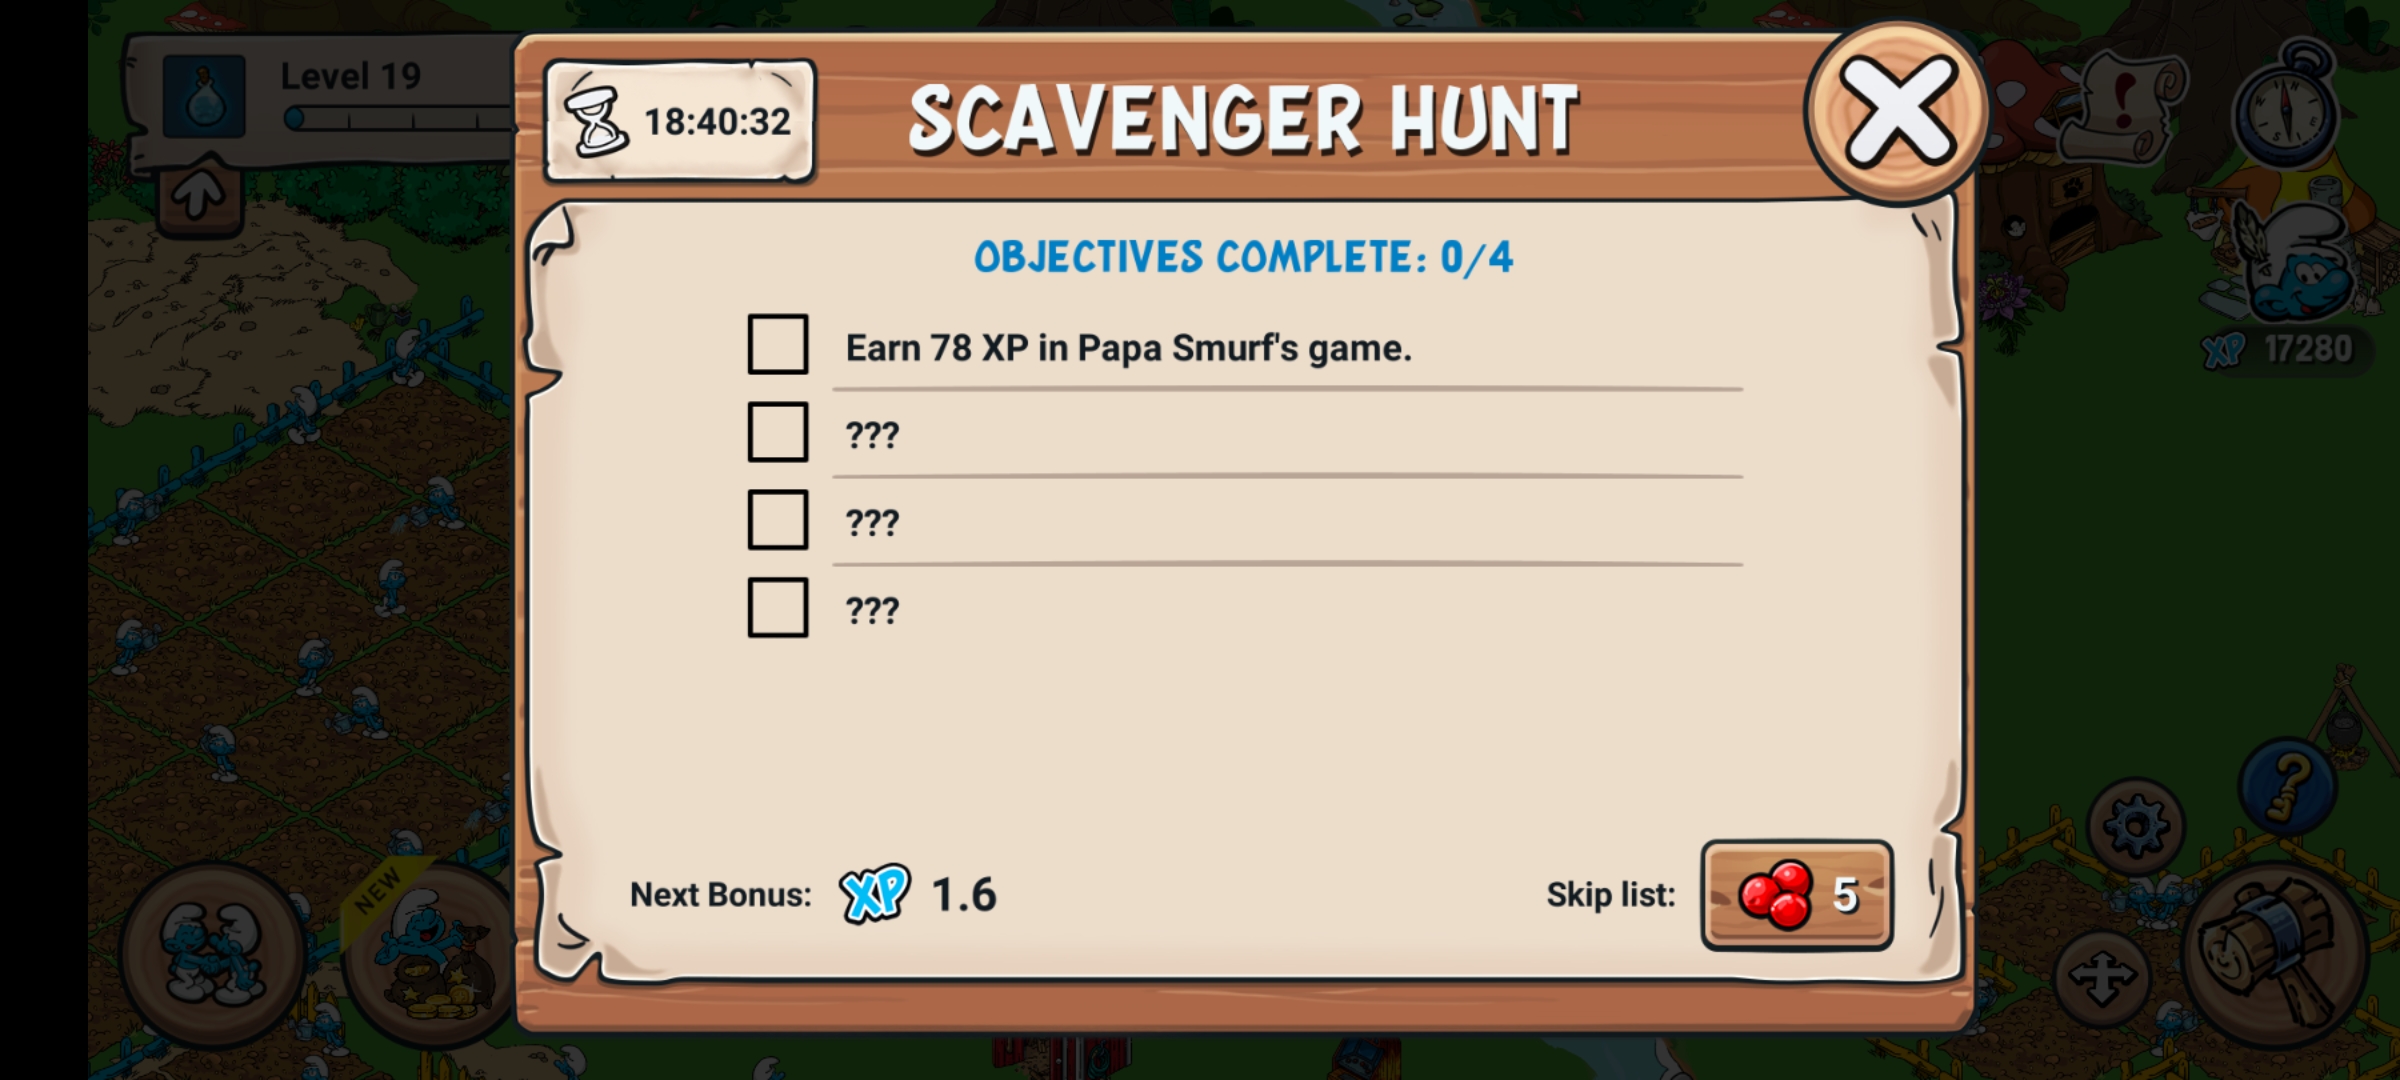 Level 19
18:40:32
SCAVENGER HUNT
OBJECTIVES COMPLETE: 0/4
Earn 78 XP in Papa Smurf's game.
???
???
???
Next Bonus: XP 1.6
Skip list: 5
XP 17280
NEW